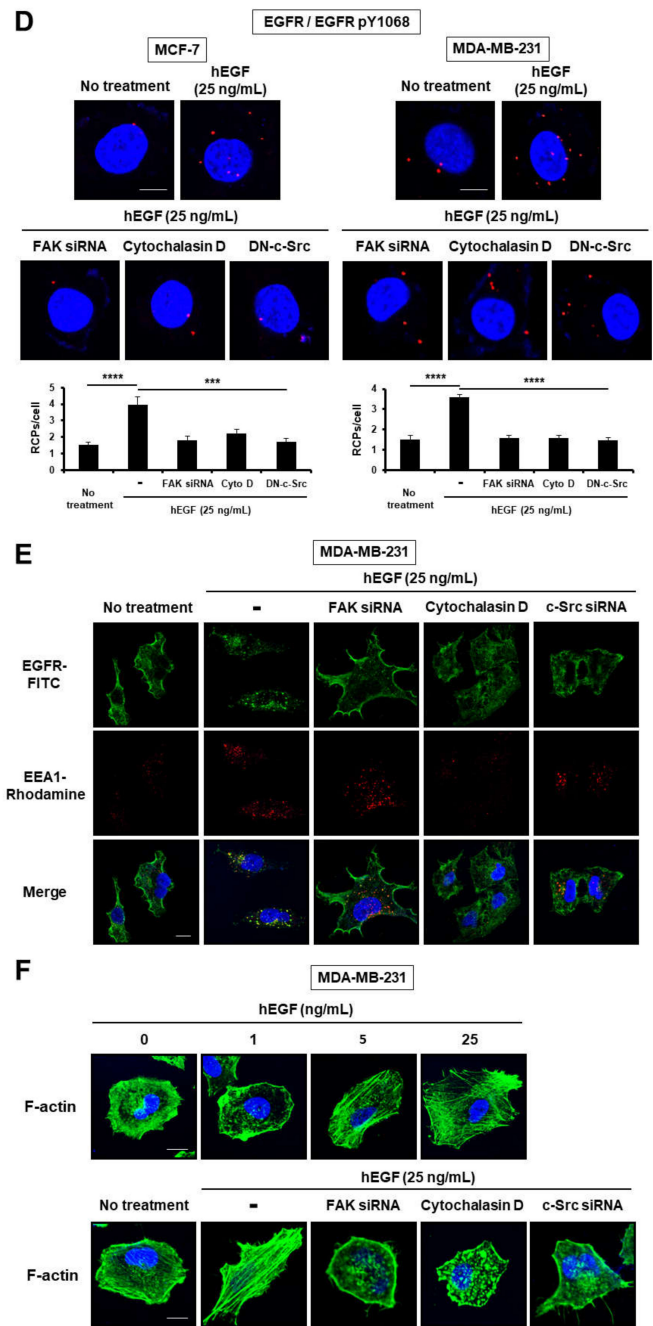 D
EGFR / EGFR pY1068
MCF-7
MDA-MB-231
No treatment
hEGF
(25 ng/mL)
No treatment
hEGF
(25 ng/mL)
hEGF (25 ng/mL)
hEGF (25 ng/mL)
FAK siRNA Cytochalasin D DN-c-Src
FAK siRNA Cytochalasin D DN-c-Src
RCPs/cell
5
4
3
2
1
0
**** ***
No
treatment
- FAK siRNA Cyto D DN-c-Src
hEGF (25 ng/mL)
RCPs/cell
4
3
2
1
0
**** ****
No
treatment
- FAK siRNA Cyto D DN-c-Src
hEGF (25 ng/mL)
E
MDA-MB-231
hEGF (25 ng/mL)
No treatment - FAK siRNA Cytochalasin D c-Src siRNA
EGFR-
FITC
EEA1-
Rhodamine
Merge
F
MDA-MB-231
hEGF (ng/mL)
0 1 5 25
F-actin
hEGF (25 ng/mL)
No treatment - FAK siRNA Cytochalasin D c-Src siRNA
F-actin